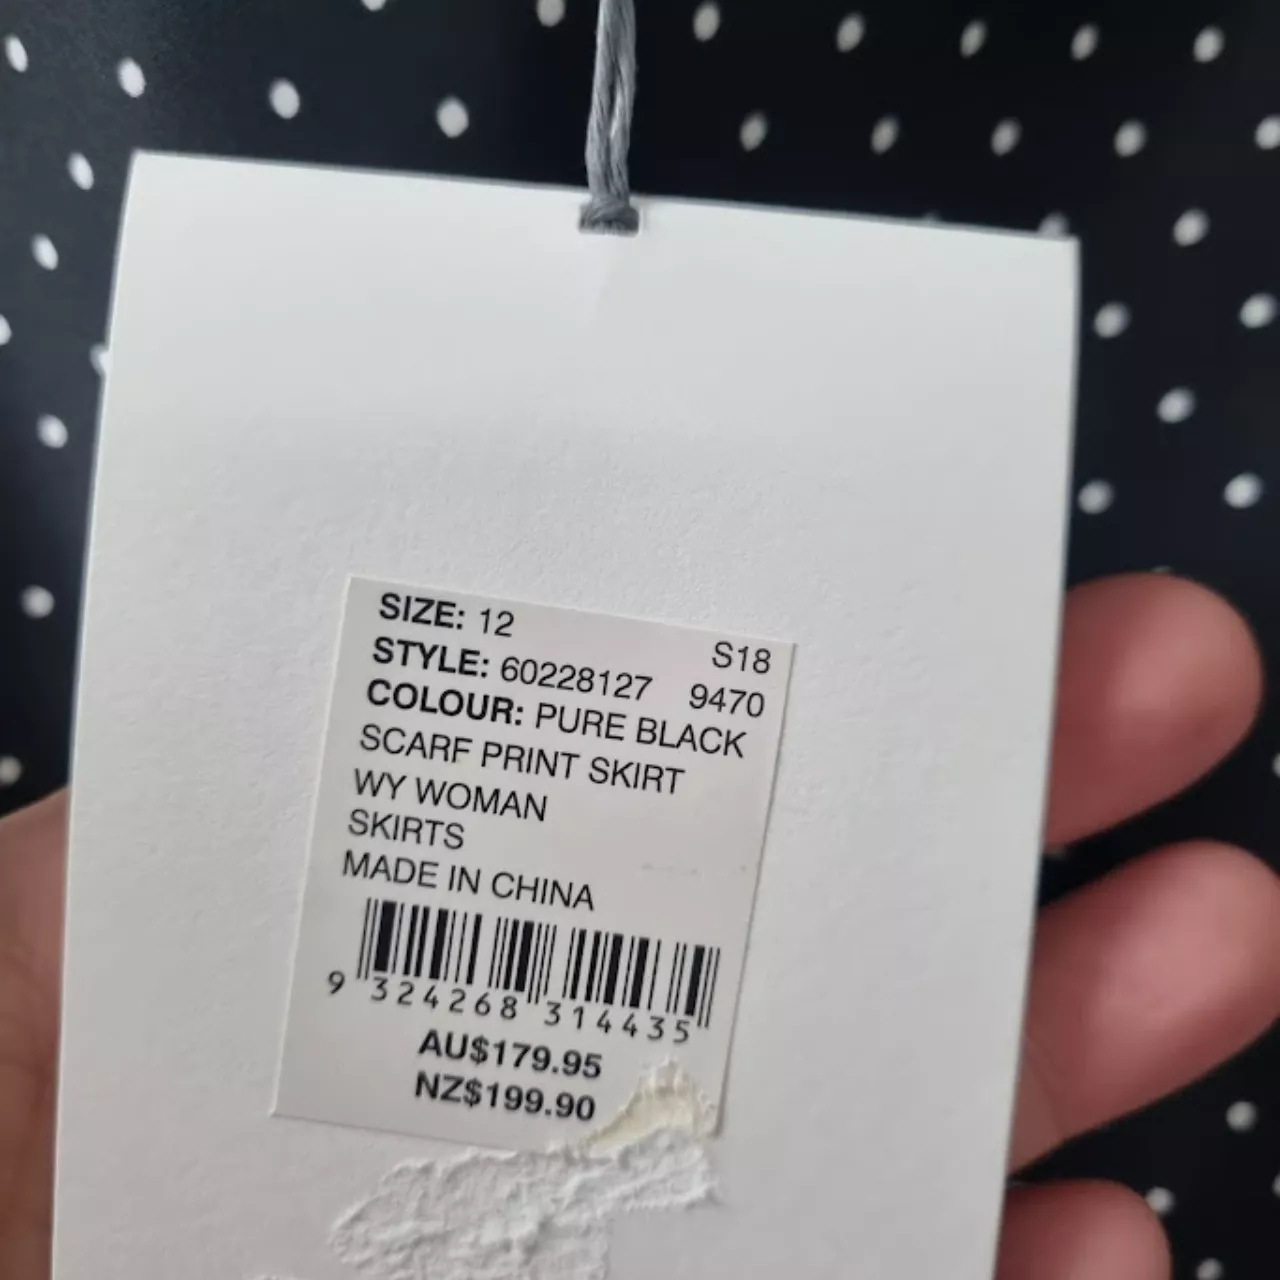 SIZE: 12 S18
STYLE: 60228127 9470
COLOUR: PURE BLACK
SCARF PRINT SKIRT
WY WOMAN
SKIRTS
MADE IN CHINA
9 324268 314435
AU$179.95
NZ$199.90